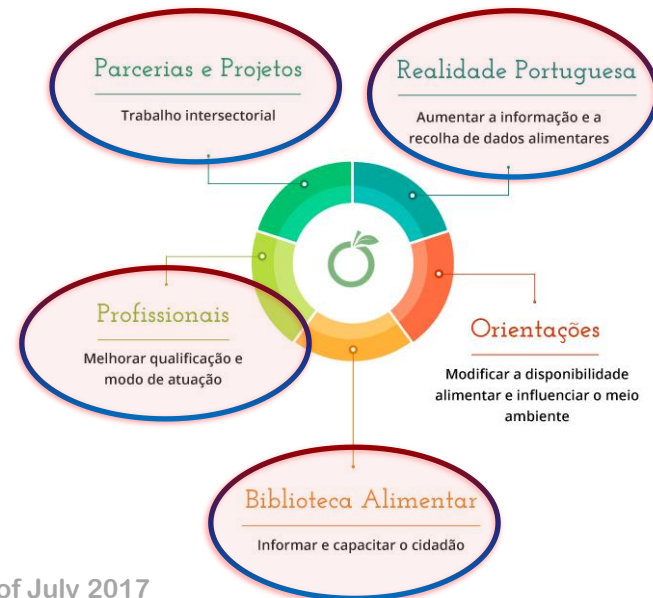 Parcerias e Projetos
Trabalho intersectorial
Realidade Portuguesa
Aumentar a informação e a
recolha de dados alimentares
Profissionais
Melhorar qualificação e
modo de atuação
Orientações
Modificar a disponibilidade
alimentar e influenciar o meio
ambiente
Biblioteca Alimentar
Informar e capacitar o cidadão
of July 2017